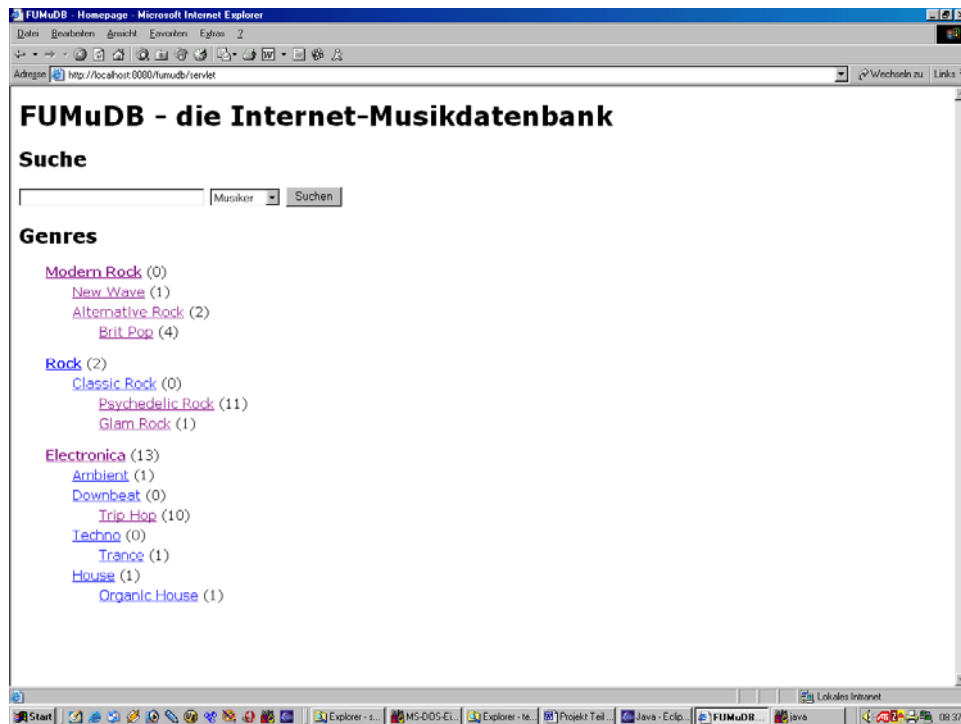 FUMuDB - Homepage - Microsoft Internet Explorer
Datei Bearbeiten Ansicht Favoriten Extras ?
Adresse http://localhost:8080/fumudb/servlet Wechseln zu Links
FUMuDB - die Internet-Musikdatenbank
Suche
Musiker Suchen
Genres
Modern Rock (0)
New Wave (1)
Alternative Rock (2)
Brit Pop (4)
Rock (2)
Classic Rock (0)
Psychedelic Rock (11)
Glam Rock (1)
Electronica (13)
Ambient (1)
Downbeat (0)
Trip Hop (10)
Techno (0)
Trance (1)
House (1)
Organic House (1)
Lokales Intranet
Start Explorer - s... MS-DOS-Ei... Explorer - te... Projekt Teil ... Java - Eclip... FUMuDB... java 08:37